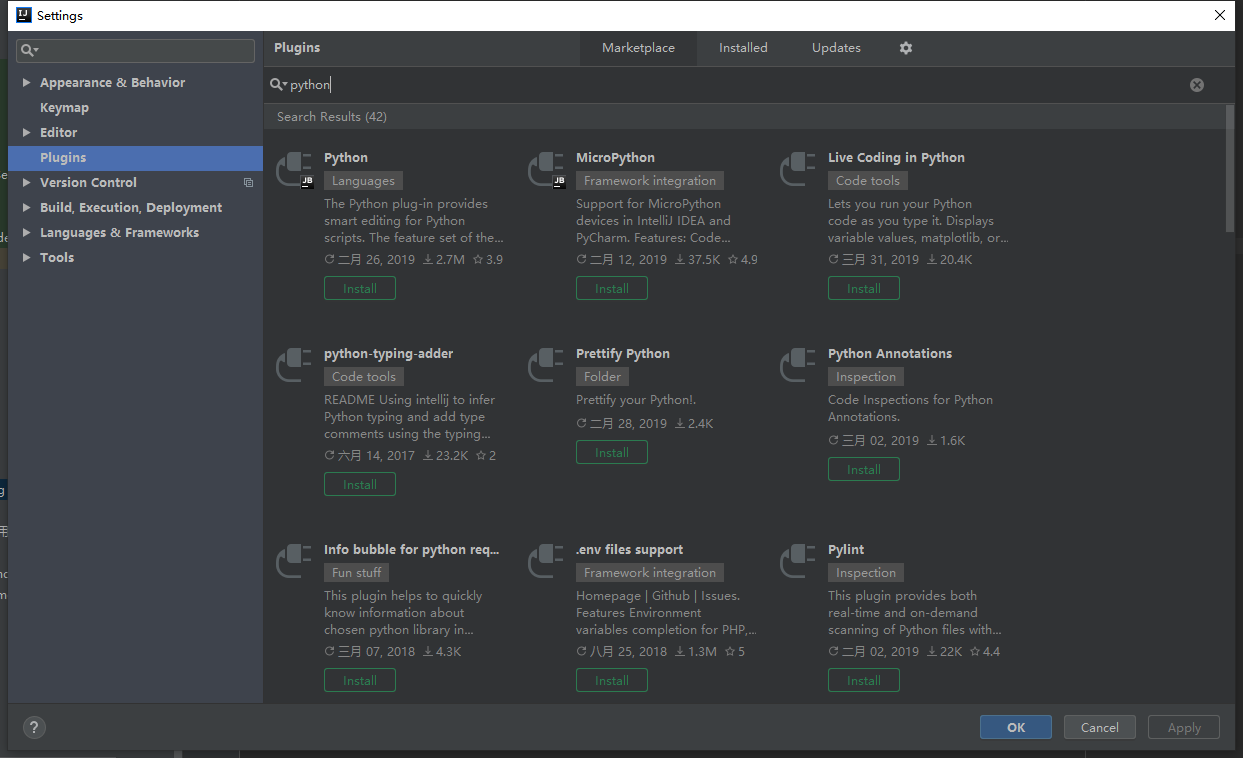 IJ
Settings
Plugins
Marketplace
Installed
Updates
Appearance & Behavior
Keymap
Editor
Plugins
Version Control
Build, Execution, Deployment
Languages & Frameworks
Tools
python
Search Results (42)
JB
Python
Languages
The Python plug-in provides
smart editing for Python
scripts. The feature set of the...
二月 26, 2019 2.7M 3.9
Install
JB
MicroPython
Framework integration
Support for MicroPython
devices in IntelliJ IDEA and
PyCharm. Features: Code...
二月 12, 2019 37.5K 4.9
Install
Live Coding in Python
Code tools
Lets you run your Python
code as you type it. Displays
variable values, matplotlib, or...
三月 31, 2019 20.4K
Install
python-typing-adder
Code tools
README Using intellij to infer
Python typing and add type
comments using the typing...
六月 14, 2017 23.2K 2
Install
Prettify Python
Folder
Prettify your Python!.
二月 28, 2019 2.4K
Install
Python Annotations
Inspection
Code Inspections for Python
Annotations.
三月 02, 2019 1.6K
Install
Info bubble for python req...
Fun stuff
This plugin helps to quickly
know information about
chosen python library in...
三月 07, 2018 4.3K
Install
.env files support
Framework integration
Homepage | Github | Issues.
Features Environment
variables completion for PHP,...
八月 25, 2018 1.3M 5
Install
Pylint
Inspection
This plugin provides both
real-time and on-demand
scanning of Python files with...
二月 02, 2019 22K 4.4
Install
?
OK
Cancel
Apply